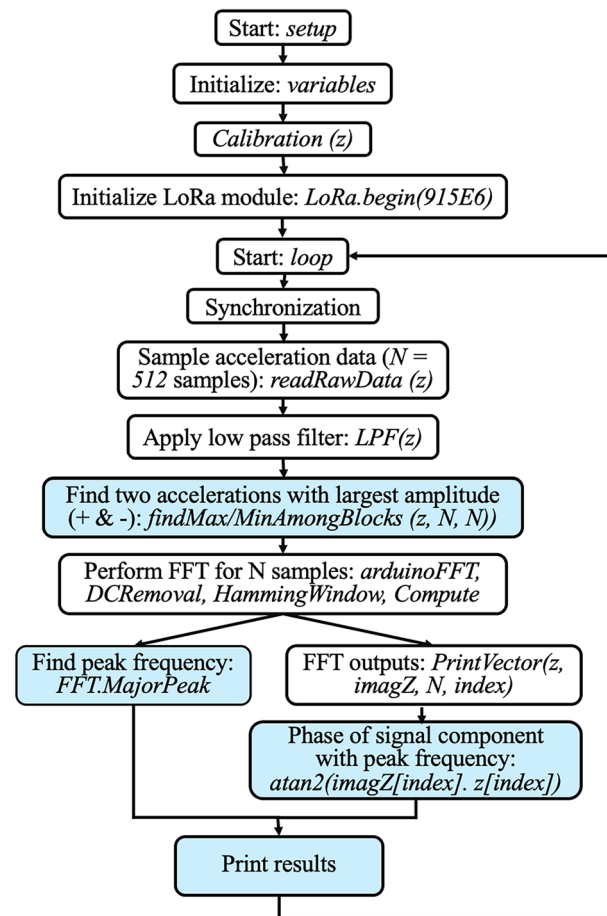 Start: setup
Initialize: variables
Calibration (z)
Initialize LoRa module: LoRa.begin(915E6)
Start: loop
Synchronization
Sample acceleration data (N =
512 samples): readRawData (z)
Apply low pass filter: LPF(z)
Find two accelerations with largest amplitude
(+ & -): findMax/MinAmongBlocks (z, N, N))
Perform FFT for N samples: arduinoFFT,
DCRemoval, HammingWindow, Compute
Find peak frequency:
FFT.MajorPeak
FFT outputs: PrintVector(z,
imagZ, N, index)
Phase of signal component
with peak frequency:
atan2(imagZ[index]. z[index])
Print results